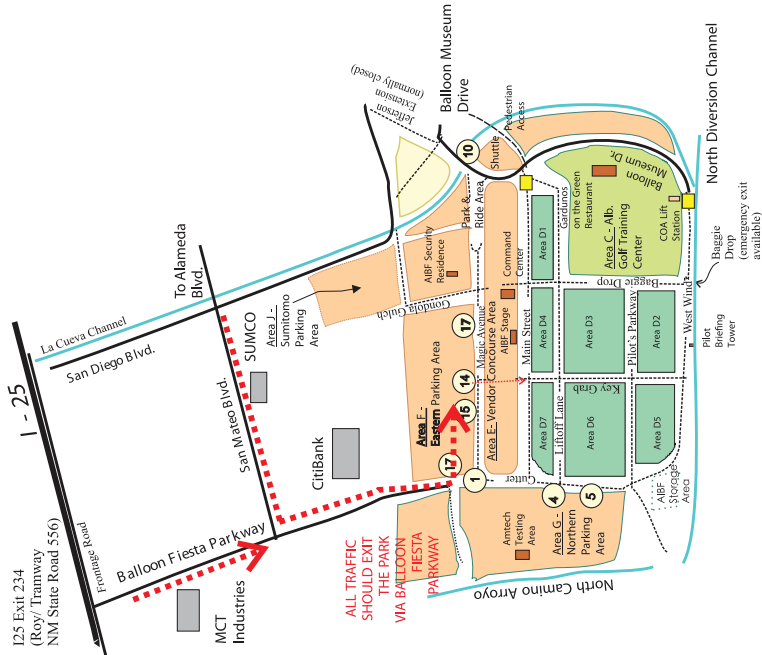 I25 Exit 234
(Roy/ Tramway
NM State Road 556)
I - 25
Frontage Road
La Cueva Channel
San Diego Blvd.
To Alameda
Blvd.
San Mateo Blvd.
Balloon Fiesta Parkway
MCT
Industries
CitiBank
SUMCO
Area J -
Sumitomo
Parking
Area
Jefferson
Extension
(normally closed)
Balloon Museum
Drive
Pedestrian
Access
North Diversion Channel
10
Shuttle
Park &
Ride Area
AIBF Security
Residence
Gondola Gulch
17
14
15
17
1
4
5
Area F -
Eastern Parking Area
Magic Avenue
Area E- Vendor Concourse Area
AIBF Stage
Command
Center
Main Street
Gardunos
on the Green
Restaurant
Balloon
Museum Dr.
Area C - Alb.
Golf Training
Center
COA Lift
Station
Baggie Drop
Baggie
Drop
(emergency exit
available)
West Wind
Pilot
Briefing
Tower
Pilot's Parkway
Key Grab
Liftoff Lane
Gutter
Area D1
Area D4
Area D3
Area D2
Area D7
Area D6
Area D5
AIBF
Storage
Area
Area G -
Northern
Parking
Area
Amtech
Testing
Area
North Camino Arroyo
ALL TRAFFIC
SHOULD EXIT
THE PARK
VIA BALLOON
FIESTA
PARKWAY